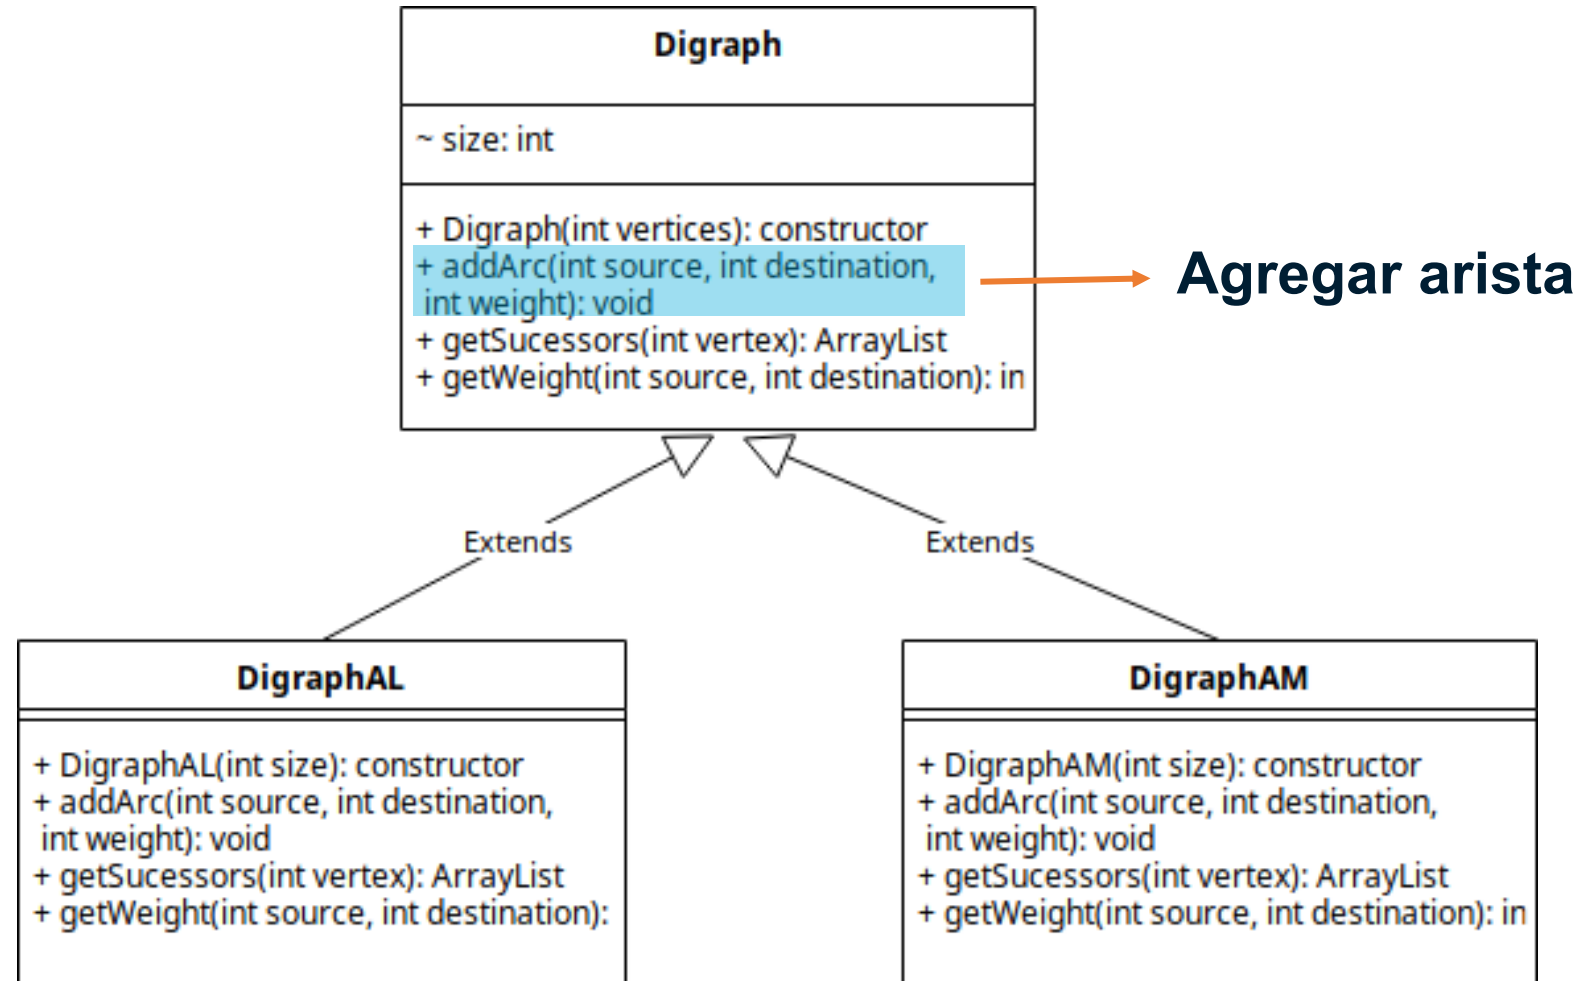 Digraph
~ size: int
+ Digraph(int vertices): constructor
+ addArc(int source, int destination,
int weight): void
+ getSucessors(int vertex): ArrayList
+ getWeight(int source, int destination): in
Agregar arista
Extends
Extends
DigraphAL
+ DigraphAL(int size): constructor
+ addArc(int source, int destination,
int weight): void
+ getSucessors(int vertex): ArrayList
+ getWeight(int source, int destination):
DigraphAM
+ DigraphAM(int size): constructor
+ addArc(int source, int destination,
int weight): void
+ getSucessors(int vertex): ArrayList
+ getWeight(int source, int destination): in